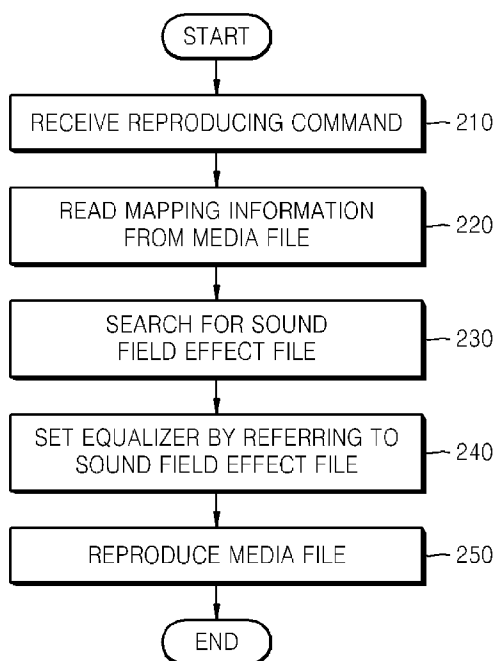 START
RECEIVE REPRODUCING COMMAND
210
READ MAPPING INFORMATION
FROM MEDIA FILE
220
SEARCH FOR SOUND
FIELD EFFECT FILE
230
SET EQUALIZER BY REFERRING TO
SOUND FIELD EFFECT FILE
240
REPRODUCE MEDIA FILE
250
END